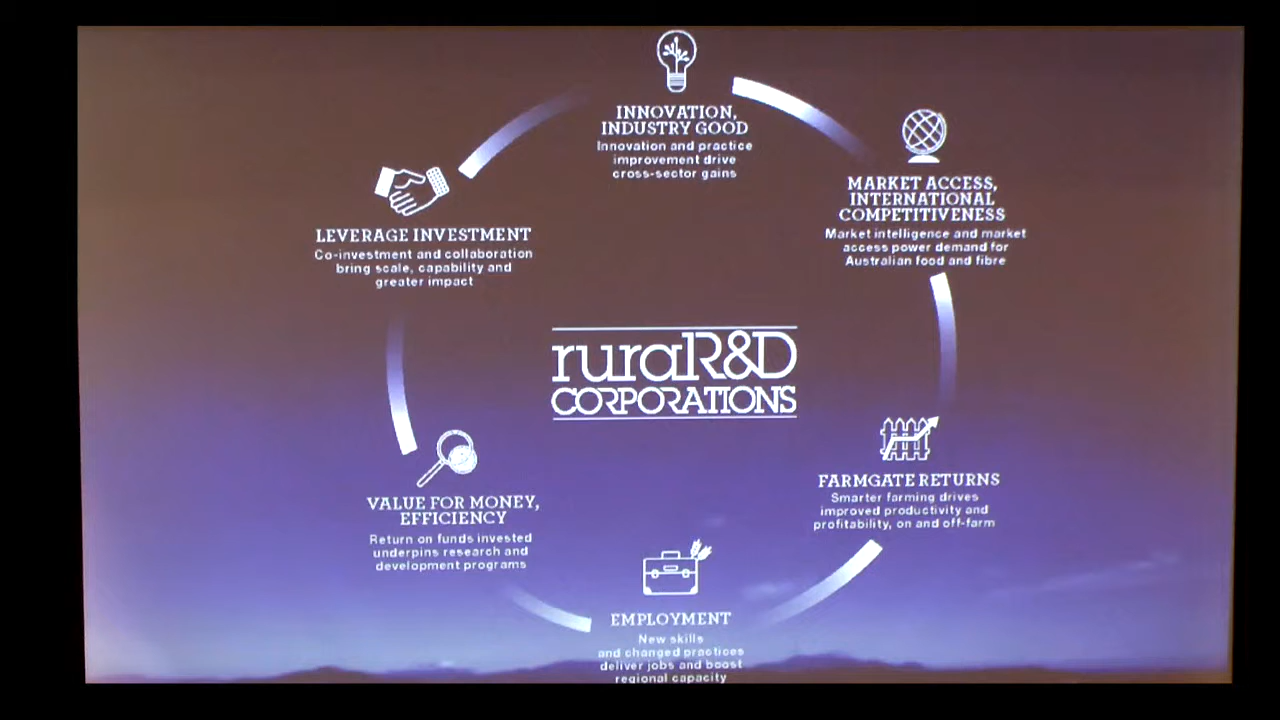 INNOVATION,
INDUSTRY GOOD
Innovation and practice
improvement drive
cross-sector gains
MARKET ACCESS,
INTERNATIONAL
COMPETITIVENESS
Market intelligence and market
access power demand for
Australian food and fibre
LEVERAGE INVESTMENT
Co-investment and collaboration
bring scale, capability and
greater impact
ruralR&D
CORPORATIONS
FARMGATE RETURNS
Smarter farming drives
improved productivity and
profitability, on and off-farm
VALUE FOR MONEY,
EFFICIENCY
Return on funds invested
underpins research and
development programs
EMPLOYMENT
New skills
and changed practices
deliver jobs and boost
regional capacity